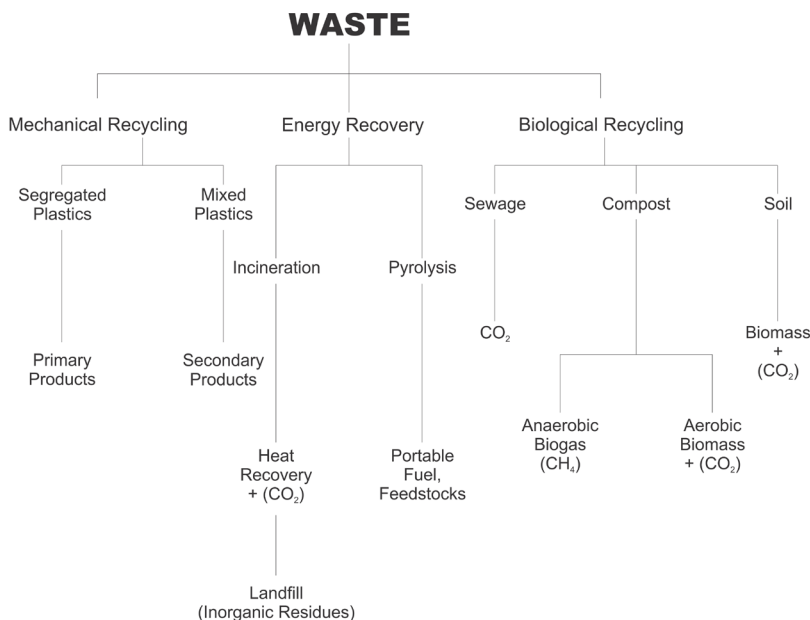 WASTE
Mechanical Recycling
Energy Recovery
Biological Recycling
Segregated
Plastics
Mixed
Plastics
Sewage
Compost
Soil
Incineration
Pyrolysis
CO₂
Biomass
+
(CO₂)
Primary
Products
Secondary
Products
Anaerobic
Biogas
(CH₄)
Aerobic
Biomass
+ (CO₂)
Heat
Recovery
+ (CO₂)
Portable
Fuel,
Feedstocks
Landfill
(Inorganic Residues)